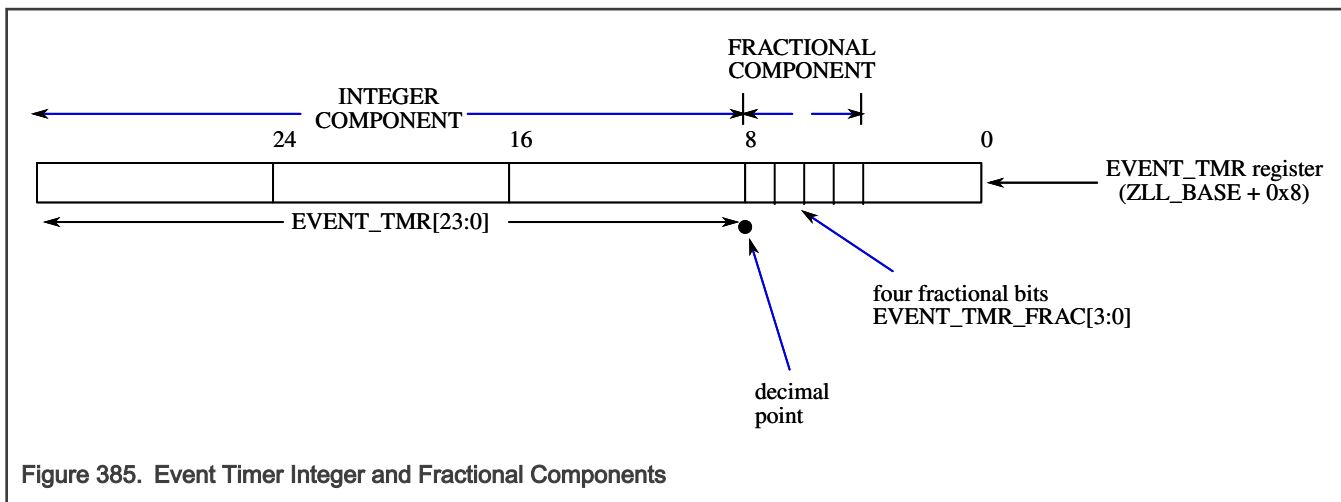 FRACTIONAL
COMPONENT
INTEGER
COMPONENT
24
16
8
0
EVENT_TMR register
(ZLL_BASE + 0x8)
EVENT_TMR[23:0]
four fractional bits
EVENT_TMR_FRAC[3:0]
decimal
point
Figure 385. Event Timer Integer and Fractional Components